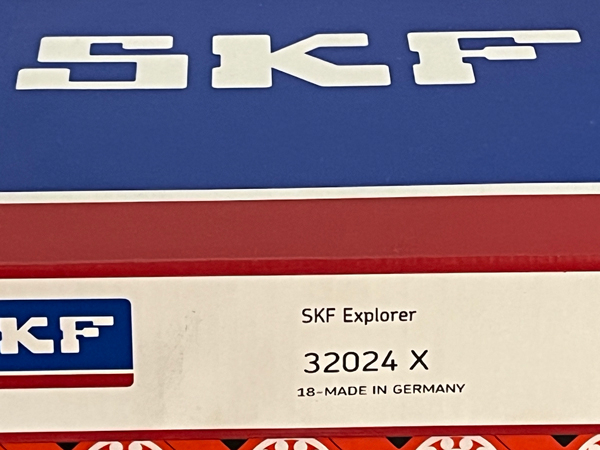 SKF
SKF
SKF Explorer
32024 X
18-MADE IN GERMANY